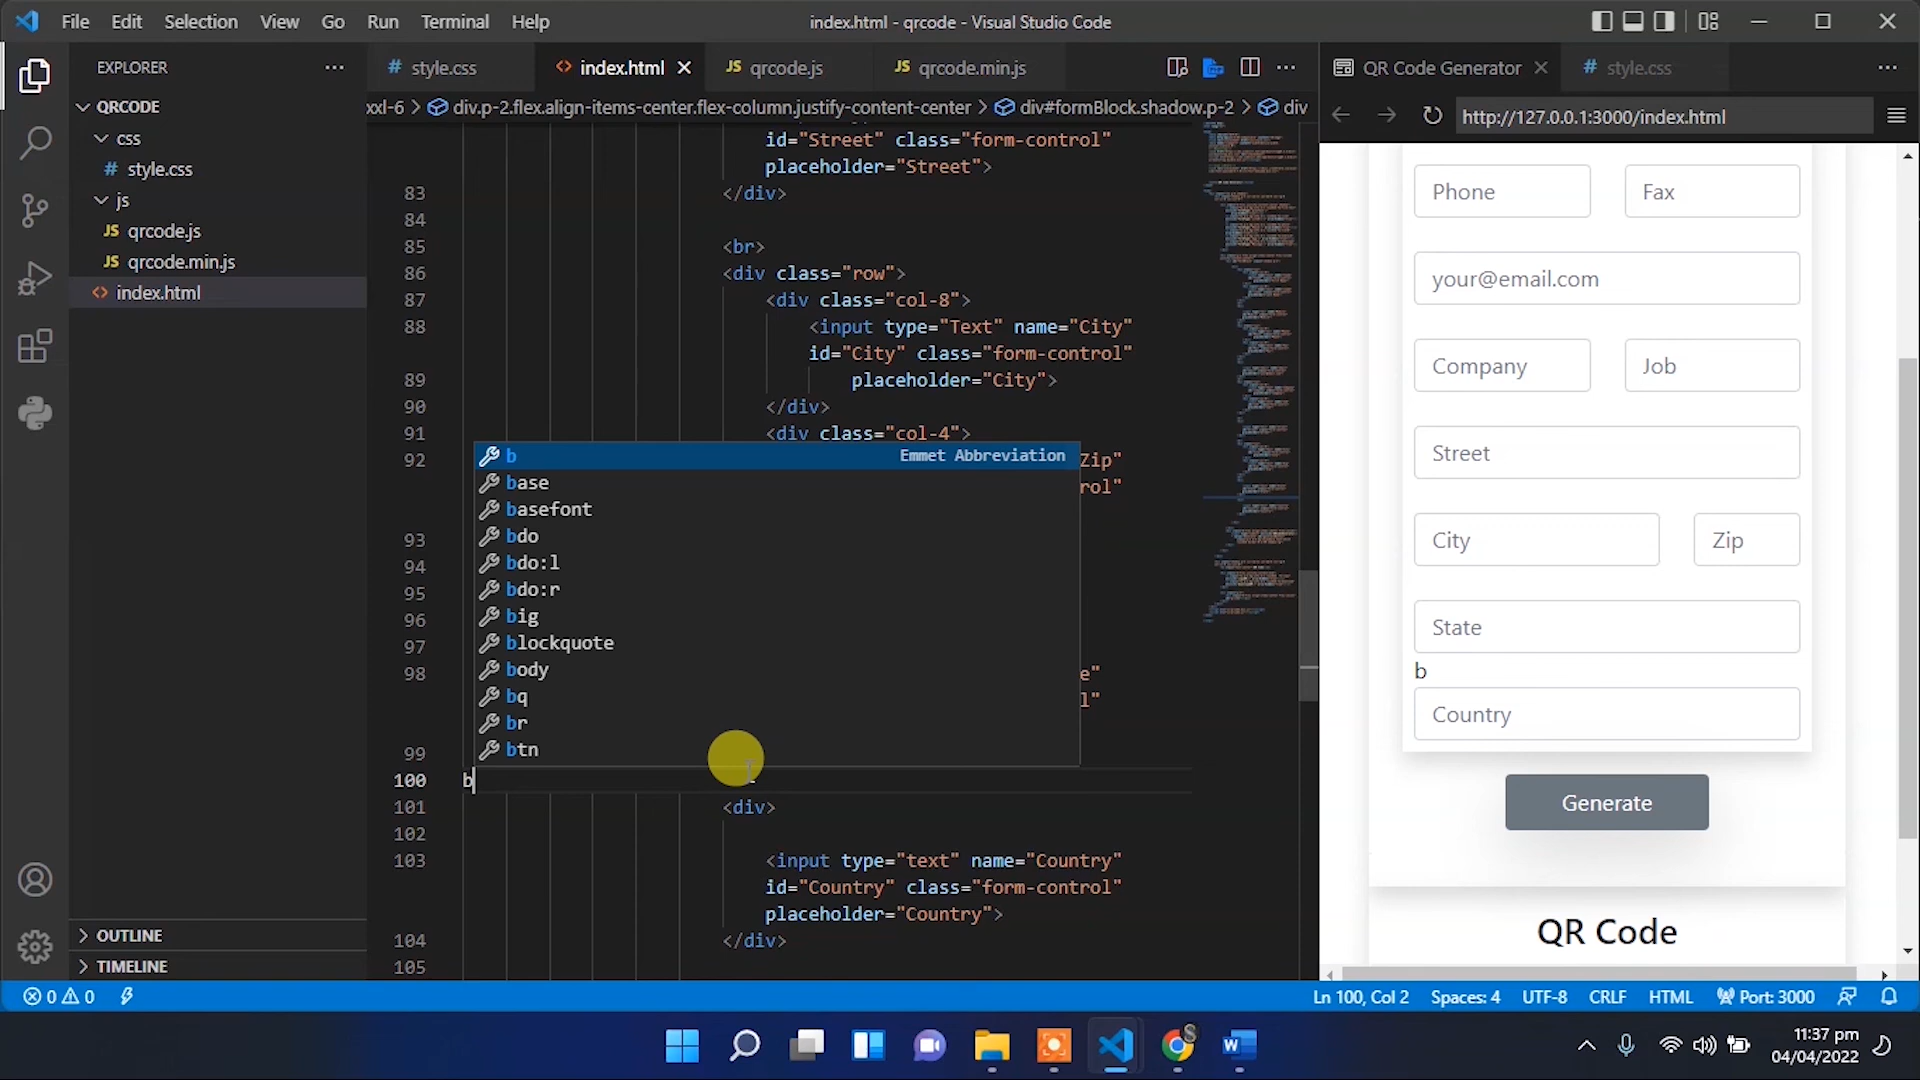 File Edit Selection View Go Run Terminal Help
index.html - qrcode - Visual Studio Code
EXPLORER
QRCODE
css
# style.css
js
JS qrcode.js
JS qrcode.min.js
<> index.html
OUTLINE
TIMELINE
# style.css
<> index.html
JS qrcode.js
JS qrcode.min.js
xxl-6 > div.p-2.flex.align-items-center.flex-column.justify-content-center > div#formBlock.shadow.p-2 > div
id="Street" class="form-control"
placeholder="Street">
83 </div>
84
85 <br>
86 <div class="row">
87 <div class="col-8">
88 <input type="Text" name="City"
id="City" class="form-control"
89 placeholder="City">
90 </div>
91 <div class="col-4">
92 Zip"
rol"
93
94
95
96
97
98 e"
l"
99
100 b
101 <div>
102
103 <input type="text" name="Country"
id="Country" class="form-control"
placeholder="Country">
104 </div>
105
b Emmet Abbreviation
base
basefont
bdo
bdo:l
bdo:r
big
blockquote
body
bq
br
btn
QR Code Generator
# style.css
http://127.0.0.1:3000/index.html
Phone Fax
your@email.com
Company Job
Street
City Zip
State
b
Country
Generate
QR Code
0 0
Ln 100, Col 2 Spaces: 4 UTF-8 CRLF HTML Port: 3000
11:37 pm
04/04/2022